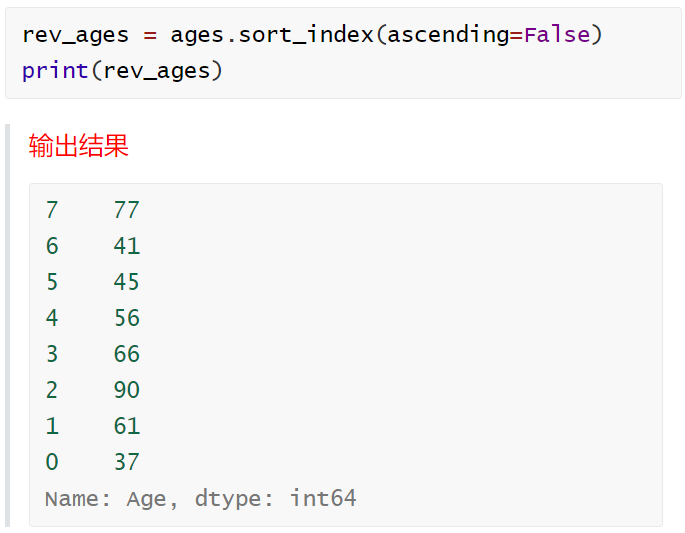 rev_ages = ages.sort_index(ascending=False)
print(rev_ages)
输出结果
7    77
6    41
5    45
4    56
3    66
2    90
1    61
0    37
Name: Age, dtype: int64